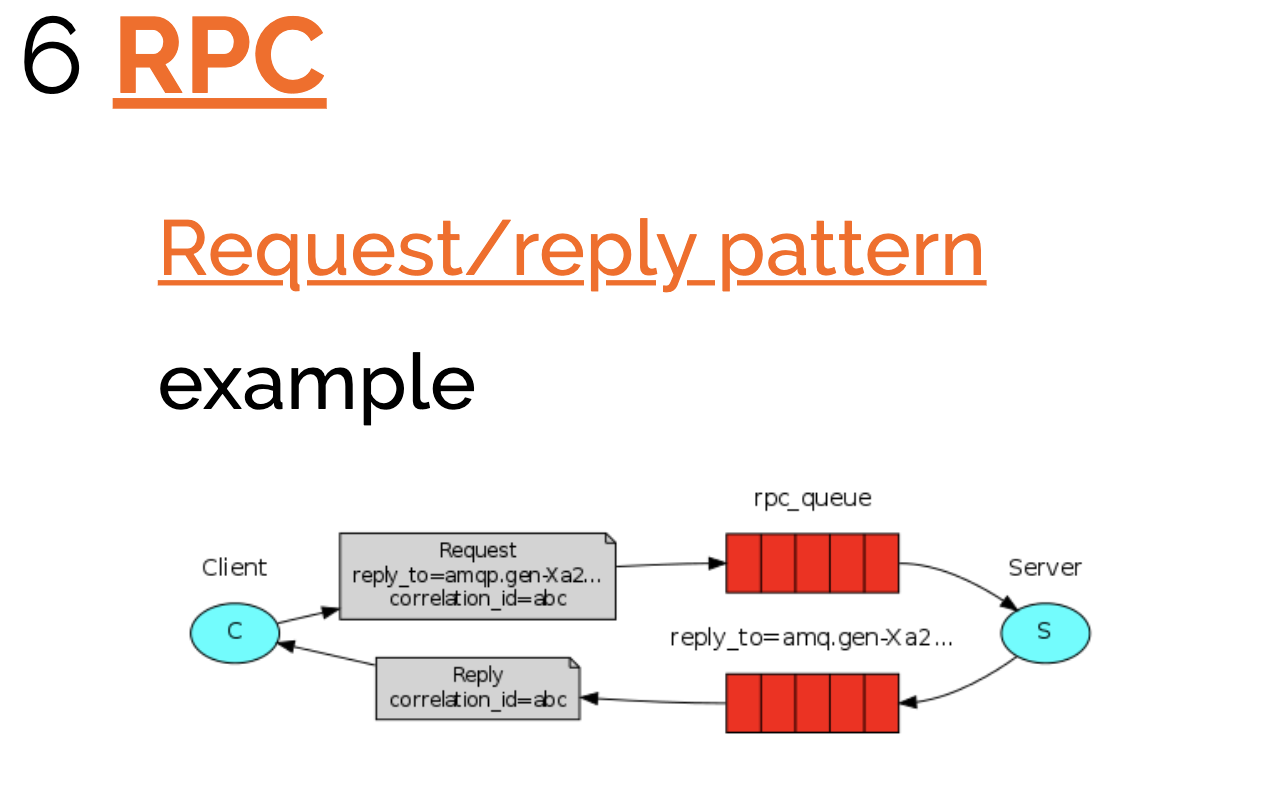 6 RPC
Request/reply pattern
example
rpc_queue
Client
Request
reply_to=amqp.gen-Xa2...
correlation_id=abc
Server
C
S
reply_to=amq.gen-Xa2...
Reply
correlation_id=abc